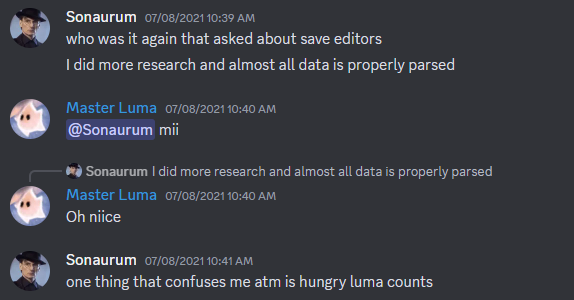 Sonaurum 07/08/2021 10:39 AM
who was it again that asked about save editors
I did more research and almost all data is properly parsed
Master Luma 07/08/2021 10:40 AM
@Sonaurum mii
Sonaurum I did more research and almost all data is properly parsed
Master Luma 07/08/2021 10:40 AM
Oh niice
Sonaurum 07/08/2021 10:41 AM
one thing that confuses me atm is hungry luma counts